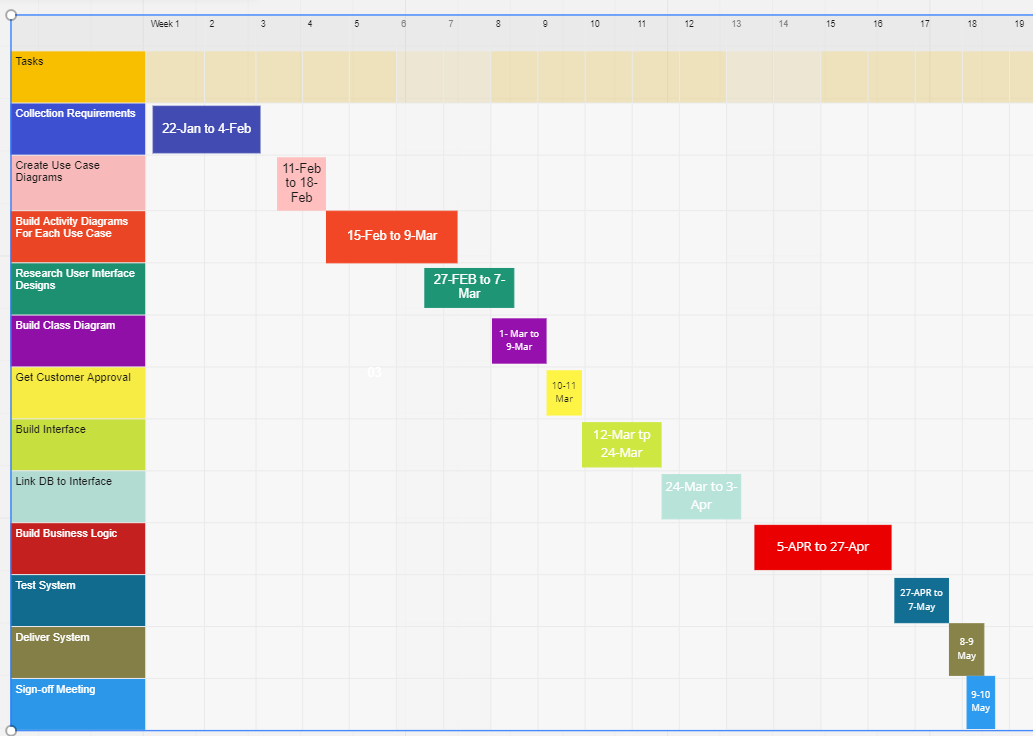 Week 1 2 3 4 5 6 7 8 9 10 11 12 13 14 15 16 17 18 19
Tasks
Collection Requirements
22-Jan to 4-Feb
Create Use Case
Diagrams
11-Feb
to 18-
Feb
Build Activity Diagrams
For Each Use Case
15-Feb to 9-Mar
Research User Interface
Designs
27-FEB to 7-
Mar
Build Class Diagram
1- Mar to
9-Mar
03
Get Customer Approval
10-11
Mar
Build Interface
12-Mar tp
24-Mar
Link DB to Interface
24-Mar to 3-
Apr
Build Business Logic
5-APR to 27-Apr
Test System
27-APR to
7-May
Deliver System
8-9
May
Sign-off Meeting
9-10
May